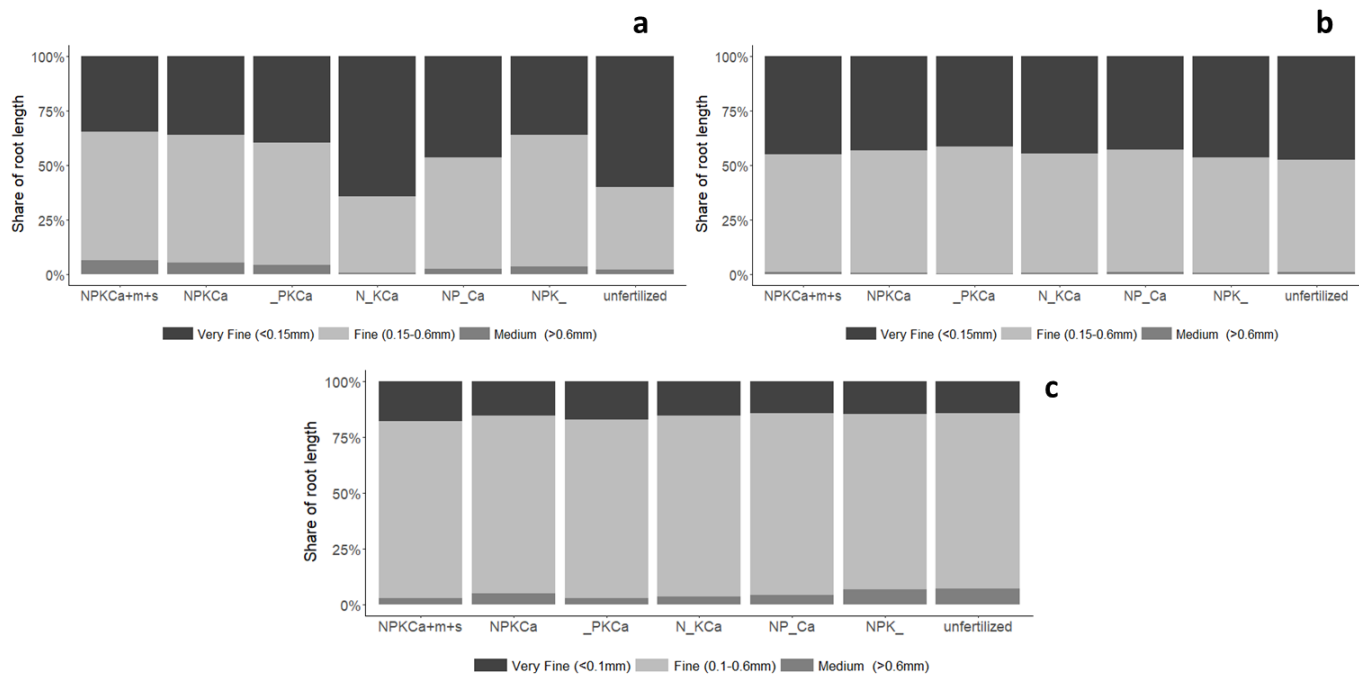 a
Share of root length
100%
75%
50%
25%
0%
NPKCa+m+s NPKCa _PKCa N_KCa NP_Ca NPK_ unfertilized
Very Fine (<0.15mm) Fine (0.15-0.6mm) Medium (>0.6mm)
b
Share of root length
100%
75%
50%
25%
0%
NPKCa+m+s NPKCa _PKCa N_KCa NP_Ca NPK_ unfertilized
Very Fine (<0.15mm) Fine (0.15-0.6mm) Medium (>0.6mm)
c
Share of root length
100%
75%
50%
25%
0%
NPKCa+m+s NPKCa _PKCa N_KCa NP_Ca NPK_ unfertilized
Very Fine (<0.1mm) Fine (0.1-0.6mm) Medium (>0.6mm)